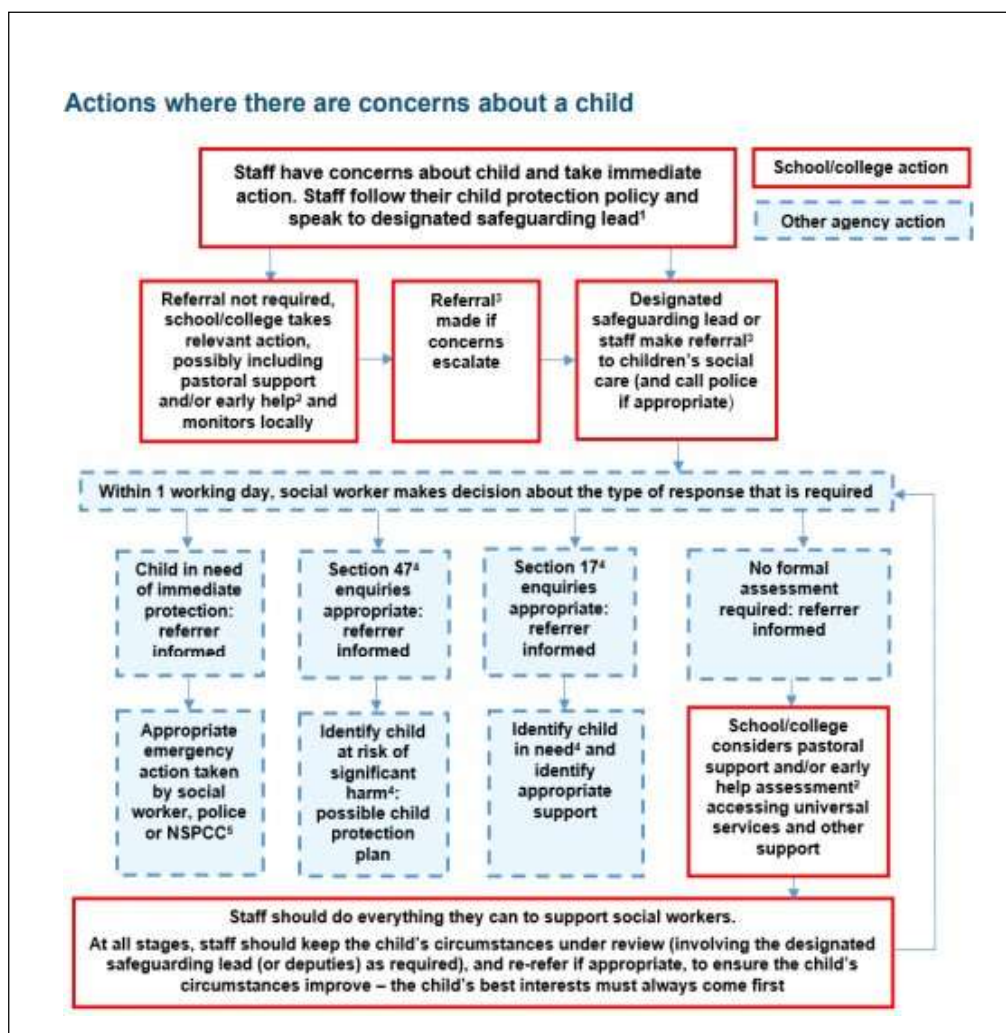 Actions where there are concerns about a child
Staff have concerns about child and take immediate
action. Staff follow their child protection policy and
speak to designated safeguarding lead¹
School/college action
Other agency action
Referral not required,
school/college takes
relevant action,
possibly including
pastoral support
and/or early help² and
monitors locally
Referral³
made if
concerns
escalate
Designated
safeguarding lead or
staff make referral³
to children's social
care (and call police
if appropriate)
Within 1 working day, social worker makes decision about the type of response that is required
Child in need
of immediate
protection:
referrer
informed
Section 47⁴
enquiries
appropriate:
referrer
informed
Section 17⁴
enquiries
appropriate:
referrer
informed
No formal
assessment
required: referrer
informed
Appropriate
emergency
action taken
by social
worker, police
or NSPCC⁵
Identify child
at risk of
significant
harm⁴:
possible child
protection
plan
Identify child
in need⁴ and
identify
appropriate
support
School/college
considers pastoral
support and/or early
help assessment²
accessing universal
services and other
support
Staff should do everything they can to support social workers.
At all stages, staff should keep the child's circumstances under review (involving the designated
safeguarding lead (or deputies) as required), and re-refer if appropriate, to ensure the child's
circumstances improve – the child's best interests must always come first